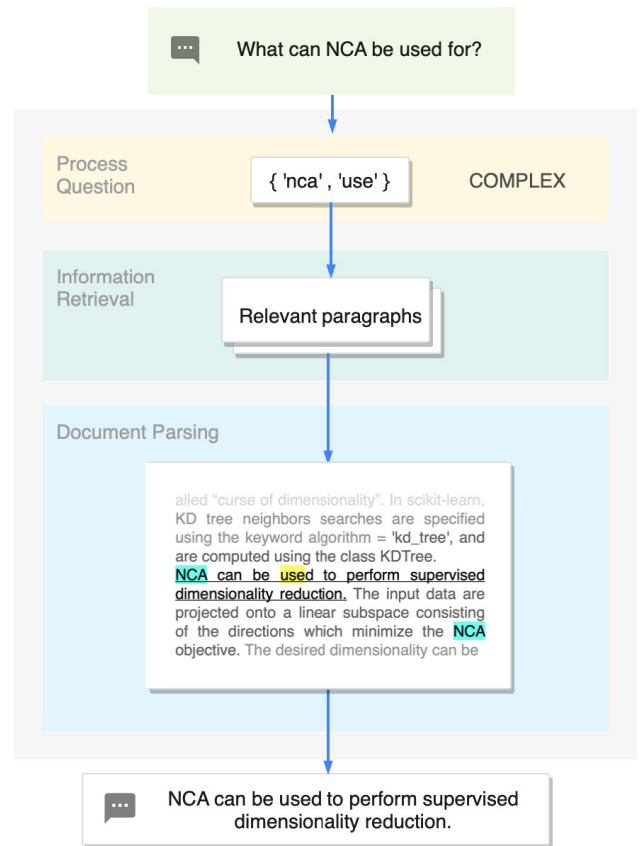 What can NCA be used for?
Process
Question
{ 'nca' , 'use' }
COMPLEX
Information
Retrieval
Relevant paragraphs
Document Parsing
alled “curse of dimensionality”. In scikit-learn,
KD tree neighbors searches are specified
using the keyword algorithm = 'kd_tree', and
are computed using the class KDTree.
NCA can be used to perform supervised
dimensionality reduction. The input data are
projected onto a linear subspace consisting
of the directions which minimize the NCA
objective. The desired dimensionality can be
NCA can be used to perform supervised
dimensionality reduction.